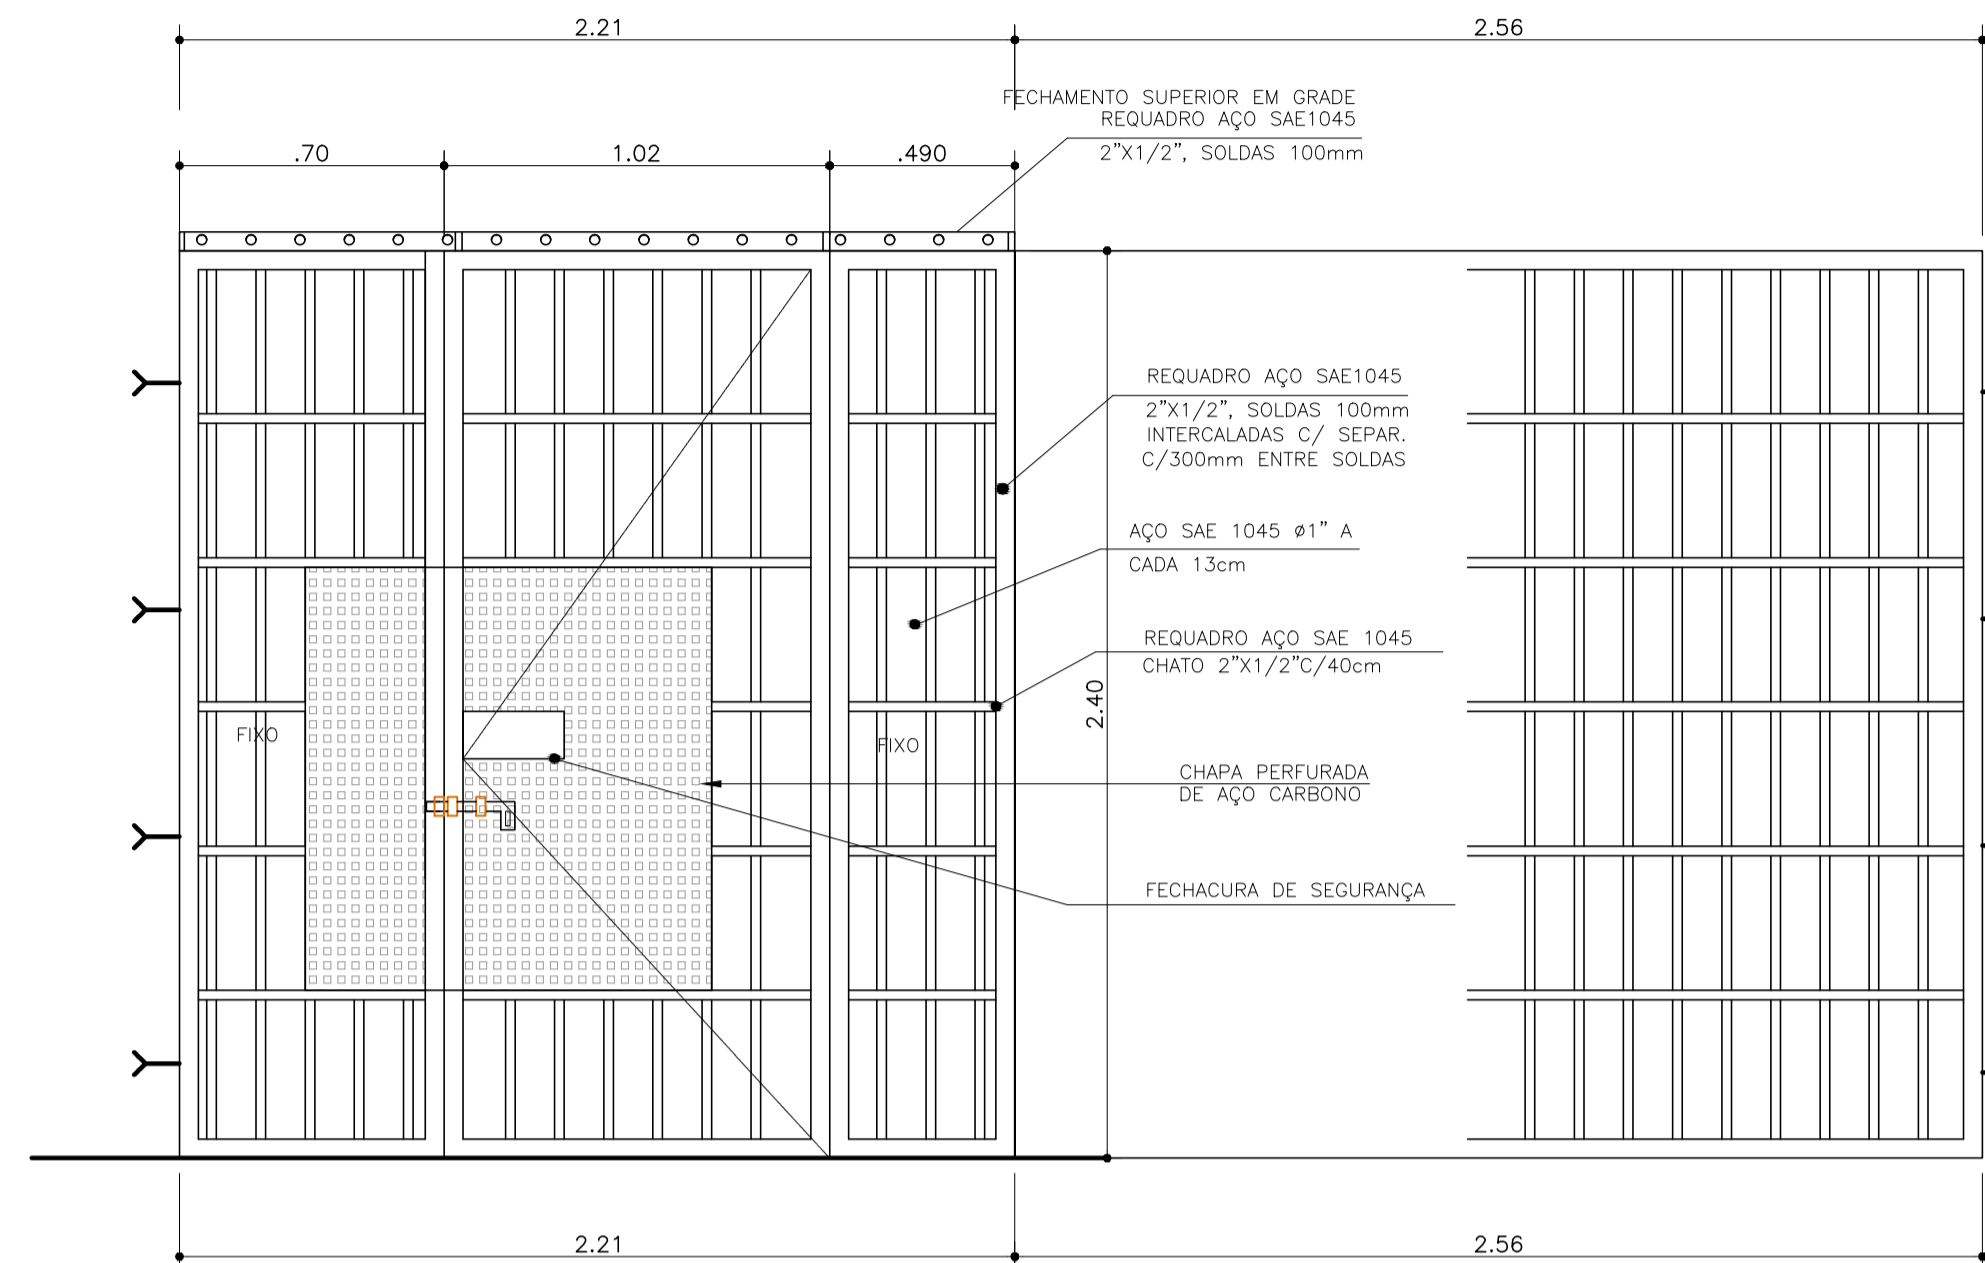 2.21
2.56
FECHAMENTO SUPERIOR EM GRADE
REQUADRO AÇO SAE1045
2"X1/2", SOLDAS 100mm
.70
1.02
.490
REQUADRO AÇO SAE1045
2"X1/2", SOLDAS 100mm
INTERCALADAS C/ SEPAR.
C/300mm ENTRE SOLDAS
AÇO SAE 1045 ø1" A
CADA 13cm
REQUADRO AÇO SAE 1045
CHATO 2"X1/2"C/40cm
2.40
FIXO
FIXO
CHAPA PERFURADA
DE AÇO CARBONO
FECHACURA DE SEGURANÇA
2.21
2.56